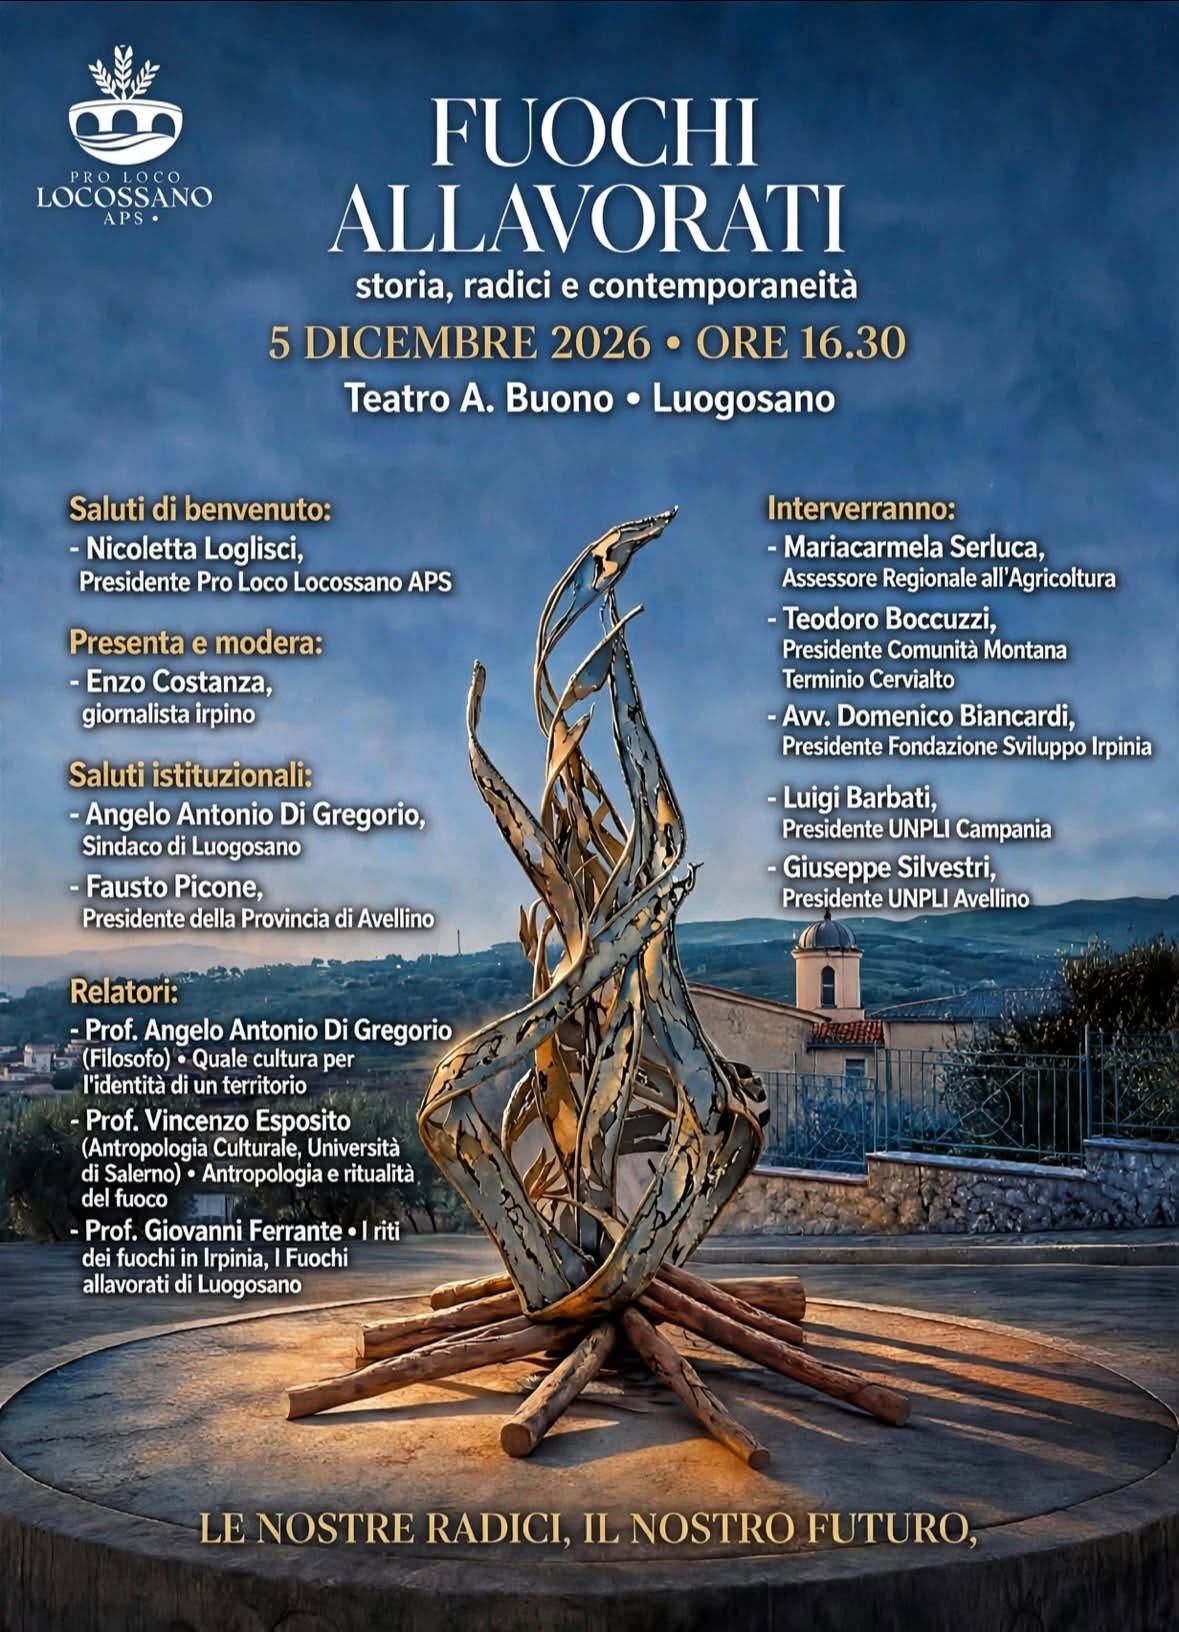 PRO LOCO
LOCOSSANO
APS •
FUOCHI
ALLAVORATI
storia, radici e contemporaneità
5 DICEMBRE 2026 • ORE 16.30
Teatro A. Buono • Luogosano
Saluti di benvenuto:
- Nicoletta Loglisci,
Presidente Pro Loco Locossano APS
Presenta e modera:
- Enzo Costanza,
giornalista irpino
Saluti istituzionali:
- Angelo Antonio Di Gregorio,
Sindaco di Luogosano
- Fausto Picone,
Presidente della Provincia di Avellino
Relatori:
- Prof. Angelo Antonio Di Gregorio
(Filosofo) • Quale cultura per
l'identità di un territorio
- Prof. Vincenzo Esposito
(Antropologia Culturale, Università
di Salerno) • Antropologia e ritualità
del fuoco
- Prof. Giovanni Ferrante • I riti
dei fuochi in Irpinia, I Fuochi
allavorati di Luogosano
Interverranno:
- Mariacarmela Serluca,
Assessore Regionale all'Agricoltura
- Teodoro Boccuzzi,
Presidente Comunità Montana
Terminio Cervialto
- Avv. Domenico Biancardi,
Presidente Fondazione Sviluppo Irpinia
- Luigi Barbati,
Presidente UNPLI Campania
- Giuseppe Silvestri,
Presidente UNPLI Avellino
LE NOSTRE RADICI, IL NOSTRO FUTURO,